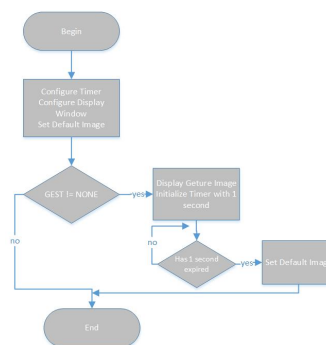 Begin
Configure Timer
Configure Display
Window
Set Default Image
GEST != NONE
yes
Display Geture Image
Initialize Timer with 1
second
no
no
Has 1 second
expired
yes
Set Default Image
End